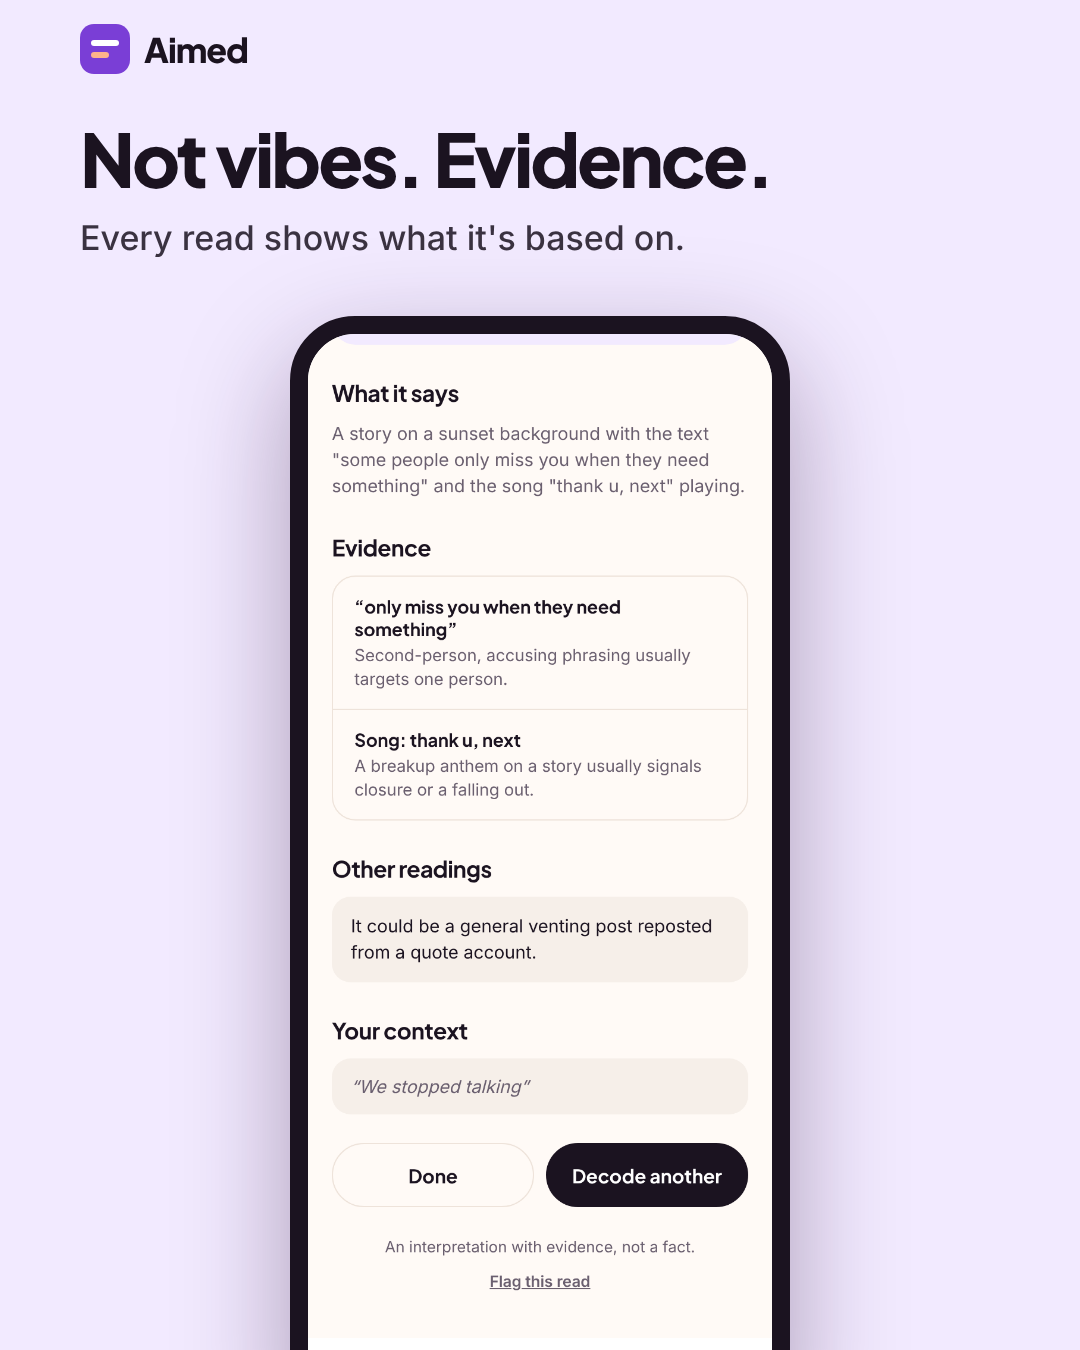 Aimed
Not vibes. Evidence.
Every read shows what it's based on.
What it says
A story on a sunset background with the text
"some people only miss you when they need
something" and the song "thank u, next" playing.
Evidence
“only miss you when they need
something”
Second-person, accusing phrasing usually
targets one person.
Song: thank u, next
A breakup anthem on a story usually signals
closure or a falling out.
Other readings
It could be a general venting post reposted
from a quote account.
Your context
“We stopped talking”
Done
Decode another
An interpretation with evidence, not a fact.
Flag this read